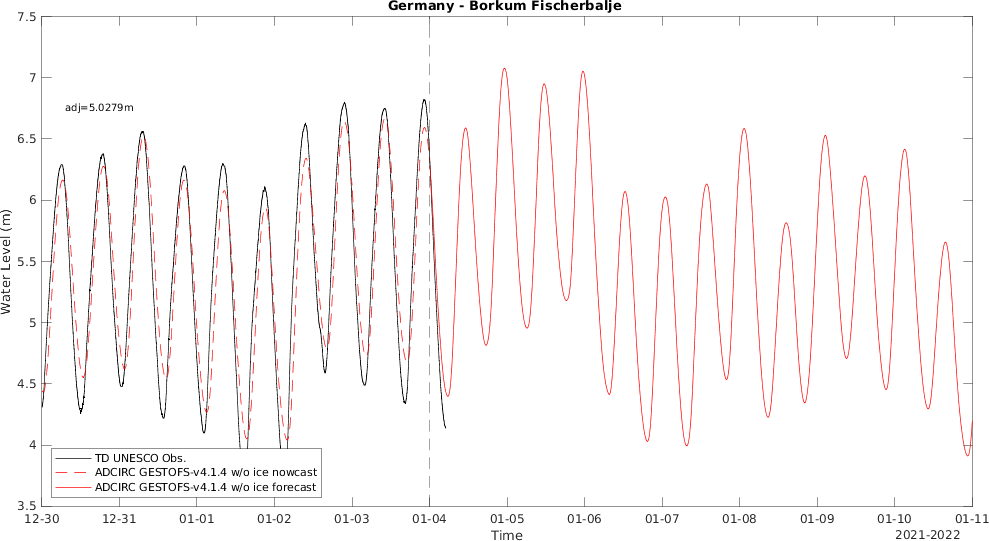 Germany - Borkum Fischerbalje
7.5
7
6.5
6
5.5
5
4.5
4
3.5
Water Level (m)
adj=5.0279m
TD UNESCO Obs.
ADCIRC GESTOFS-v4.1.4 w/o ice nowcast
ADCIRC GESTOFS-v4.1.4 w/o ice forecast
12-30 12-31 01-01 01-02 01-03 01-04 01-05 01-06 01-07 01-08 01-09 01-10 01-11
Time
2021-2022